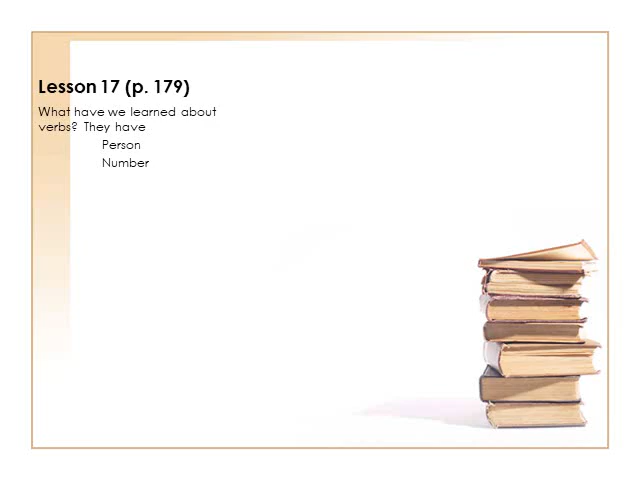 Lesson 17 (p. 179)
What have we learned about
verbs? They have
Person
Number